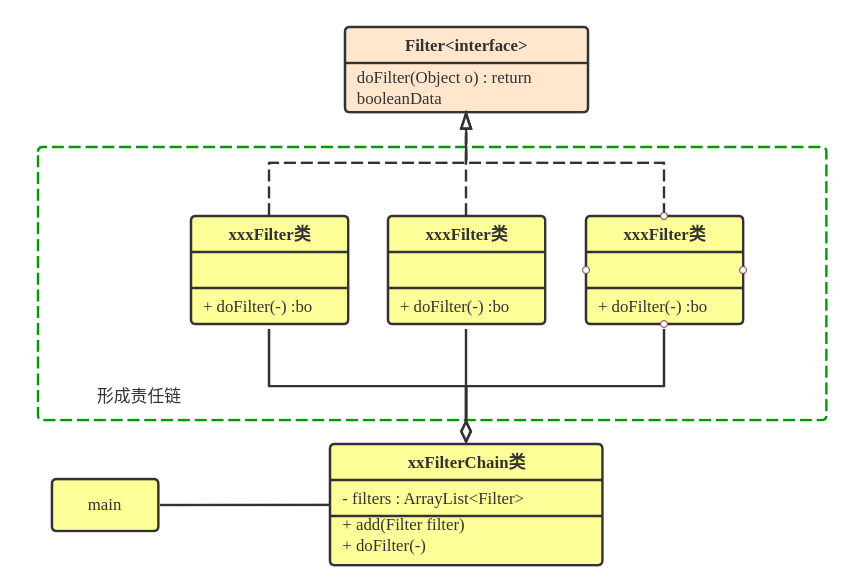 Filter<interface>
doFilter(Object o) : return
booleanData
xxxFilter类
xxxFilter类
xxxFilter类
+ doFilter(-) :bo
+ doFilter(-) :bo
+ doFilter(-) :bo
形成责任链
xxFilterChain类
- filters : ArrayList<Filter>
main
+ add(Filter filter)
+ doFilter(-)